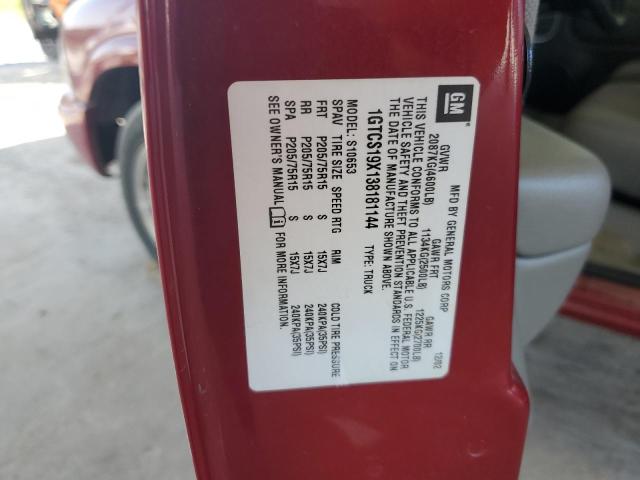 GM
MFD BY GENERAL MOTORS CORP 12/02
GVWR GAWR FRT GAWR RR
2087KG(4600LB) 1134KG(2500LB) 1225KG(2700LB)
THIS VEHICLE CONFORMS TO ALL APPLICABLE U.S. FEDERAL MOTOR
VEHICLE SAFETY AND THEFT PREVENTION STANDARDS IN EFFECT ON
THE DATE OF MANUFACTURE SHOWN ABOVE.
1GTCS19X138181144 TYPE: TRUCK
MODEL: S10653
SPAV TIRE SIZE SPEED RTG RIM COLD TIRE PRESSURE
FRT P205/75R15 S 15X7J 240KPA(35PSI)
RR P205/75R15 S 15X7J 240KPA(35PSI)
SPA P205/75R15 S 15X7J 240KPA(35PSI)
SEE OWNER'S MANUAL FOR MORE INFORMATION.